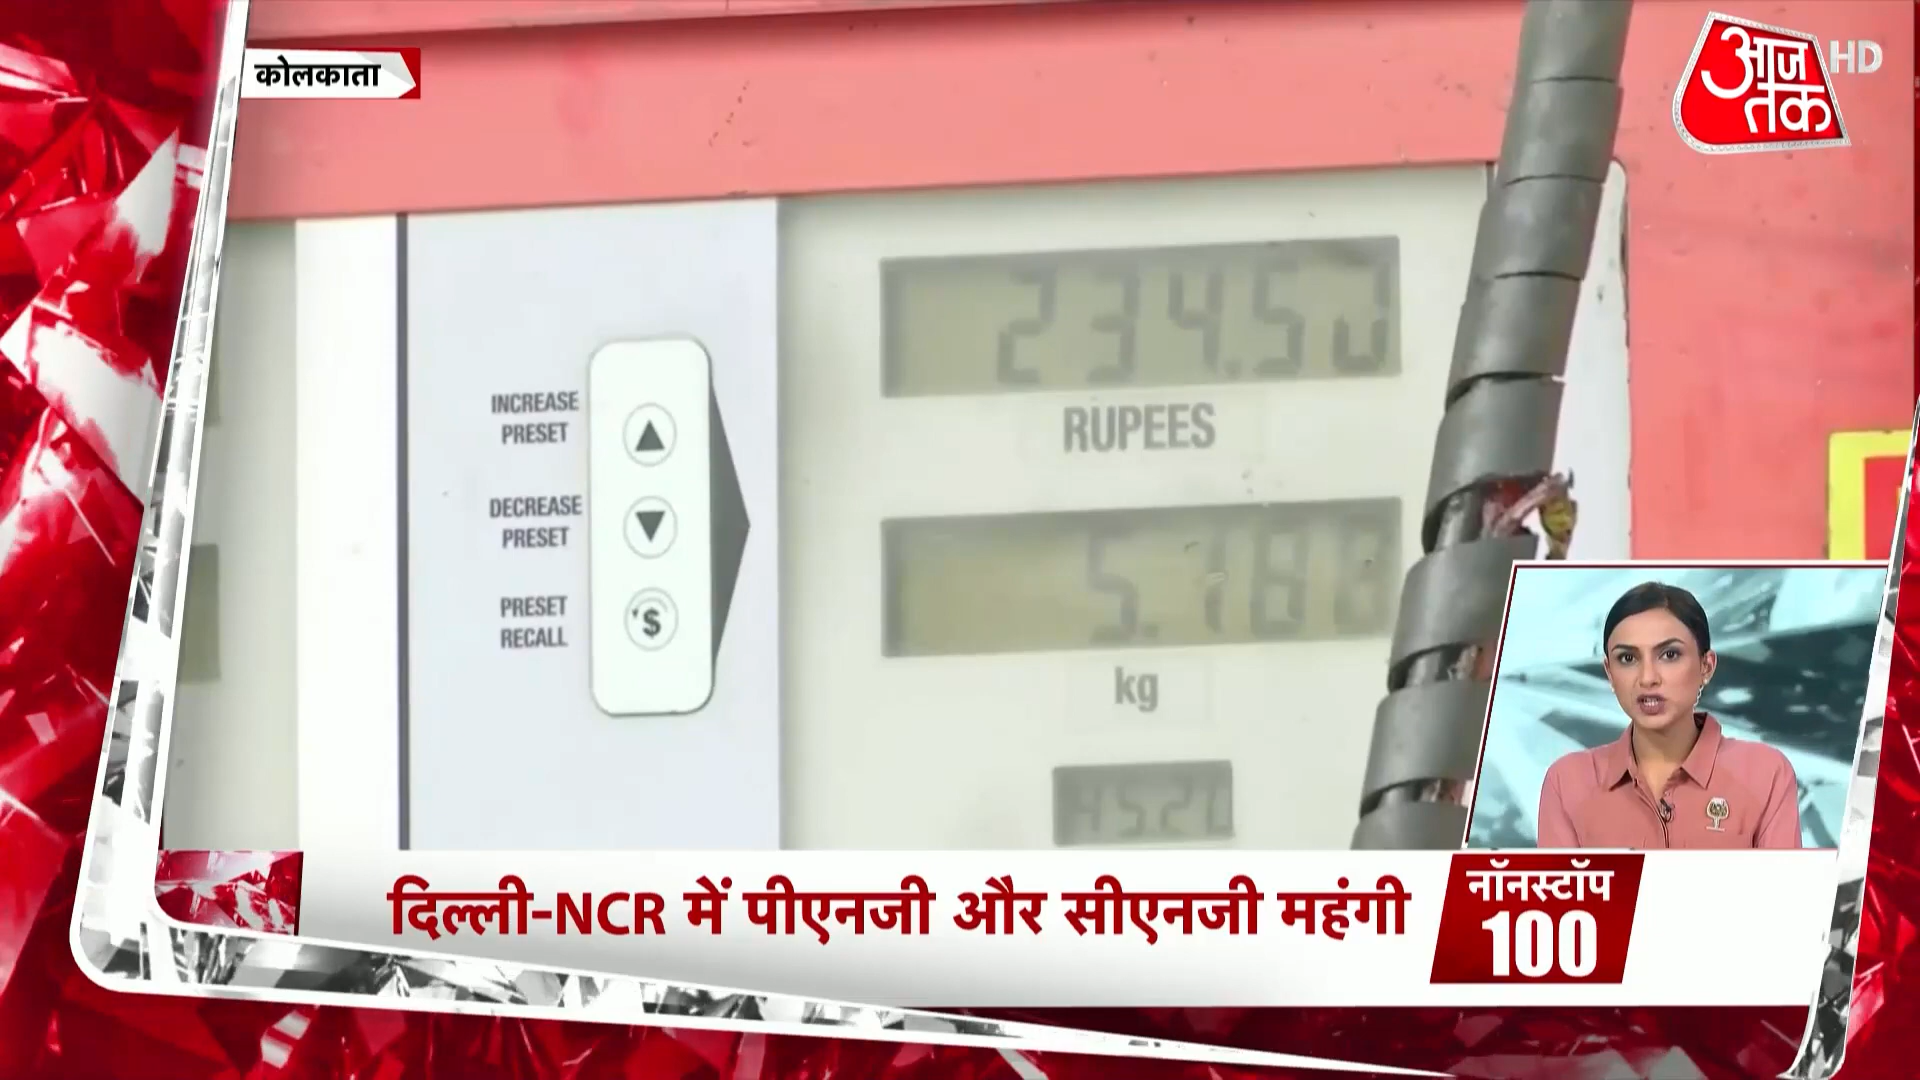 कोलकाता
आज तक HD
INCREASE
PRESET
DECREASE
PRESET
PRESET
RECALL
$
234.50
RUPEES
kg
दिल्ली-NCR में पीएनजी और सीएनजी महंगी
नॉनस्टॉप
100